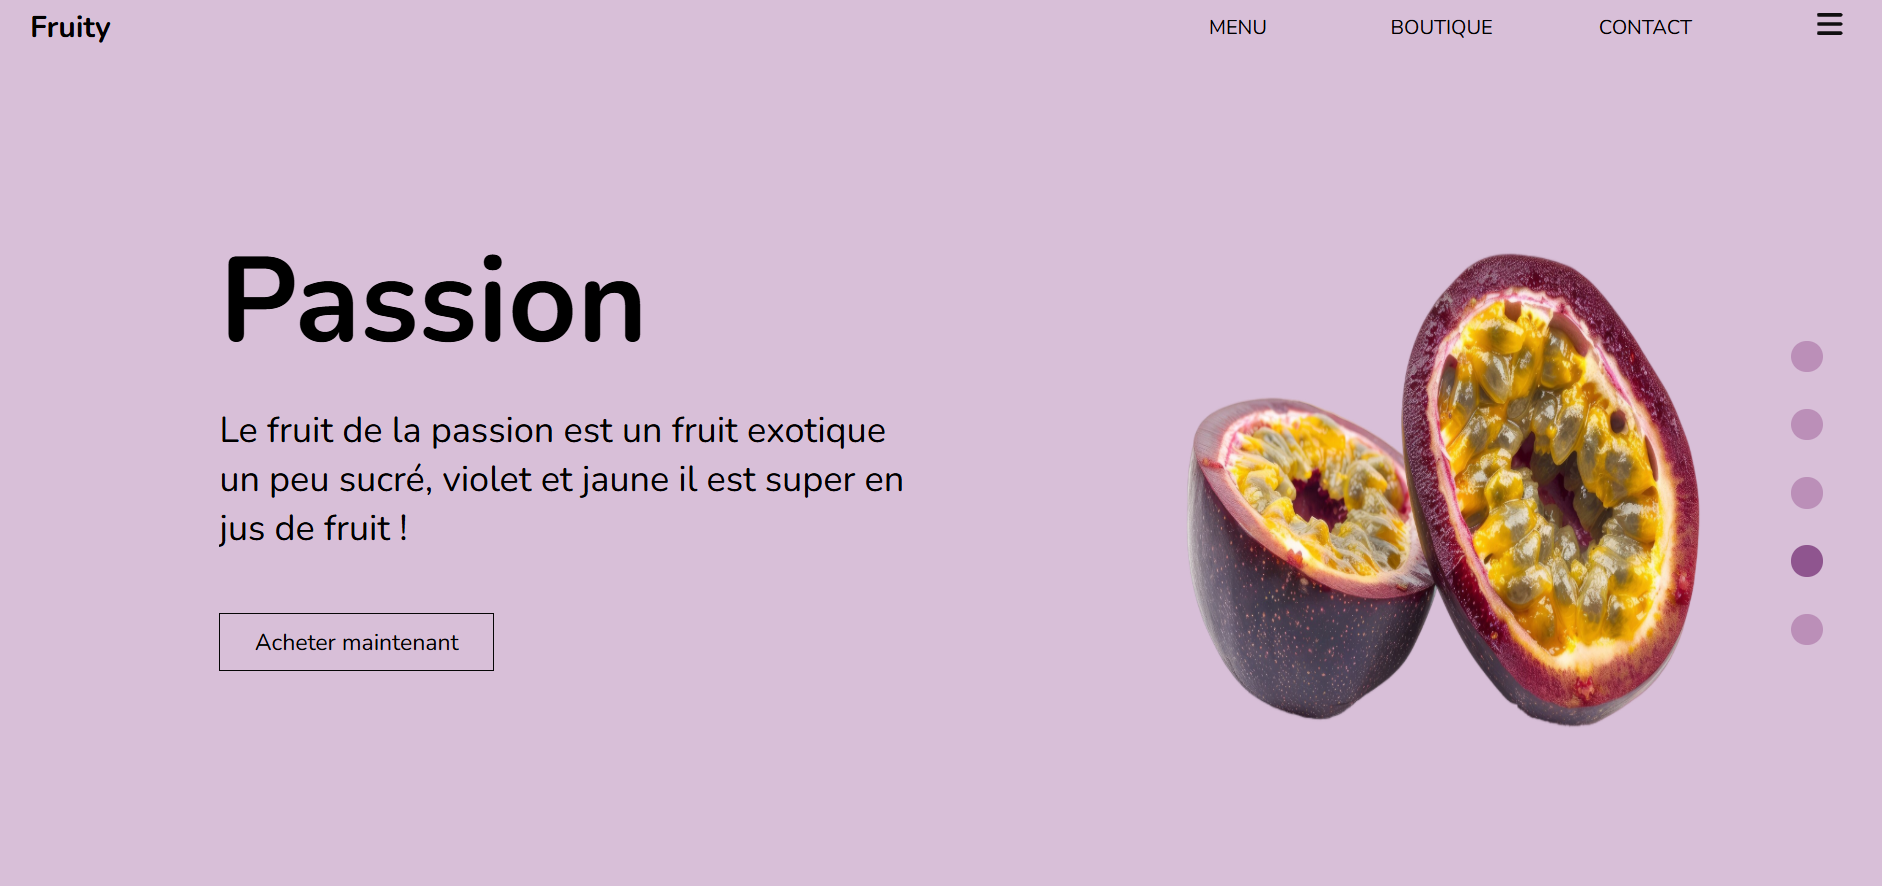 Fruity
MENU
BOUTIQUE
CONTACT
Passion
Le fruit de la passion est un fruit exotique
un peu sucré, violet et jaune il est super en
jus de fruit !
Acheter maintenant